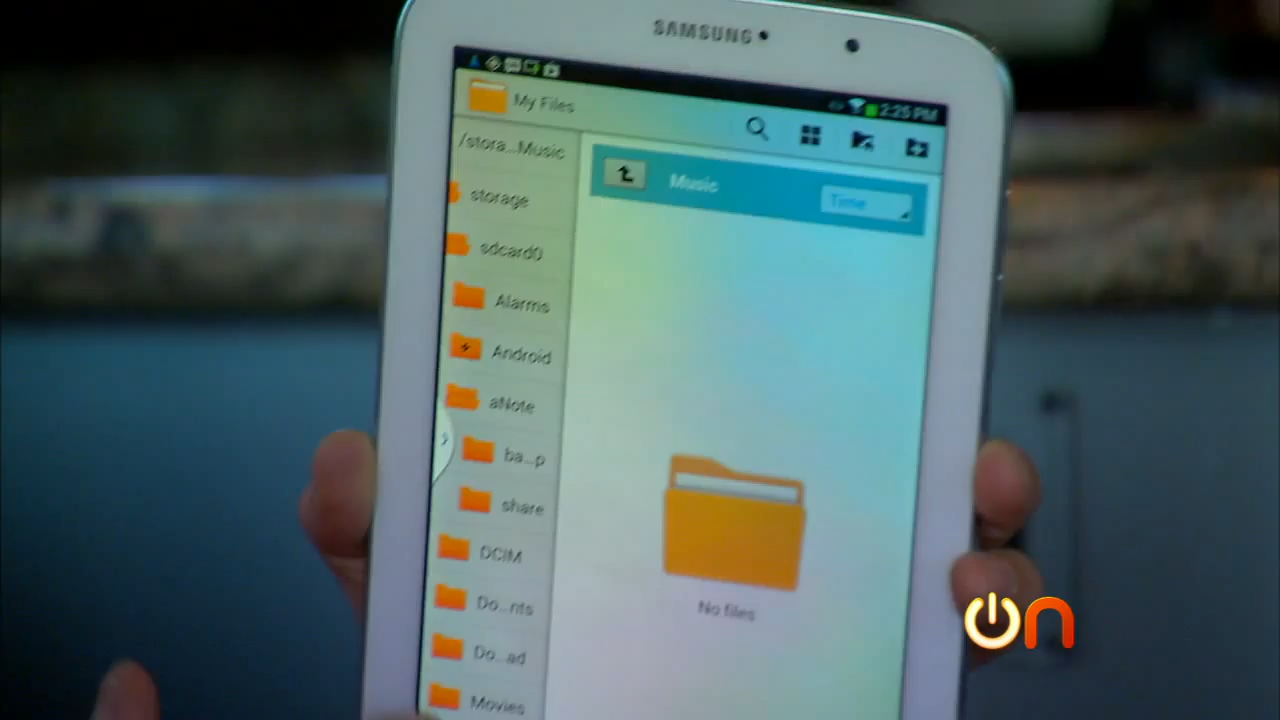 SAMSUNG
2:25 PM
My Files
/stora...Music
storage
sdcard0
Alarms
Android
aNote
ba...p
share
DCIM
Do...nts
Do...ad
Movies
Music
Time
No files
on